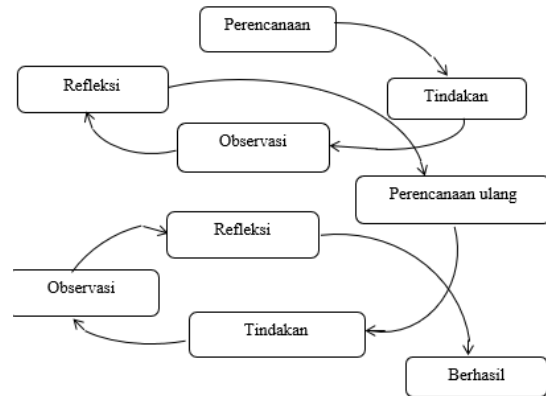 Perencanaan
Refleksi
Tindakan
Observasi
Perencanaan ulang
Refleksi
Observasi
Tindakan
Berhasil